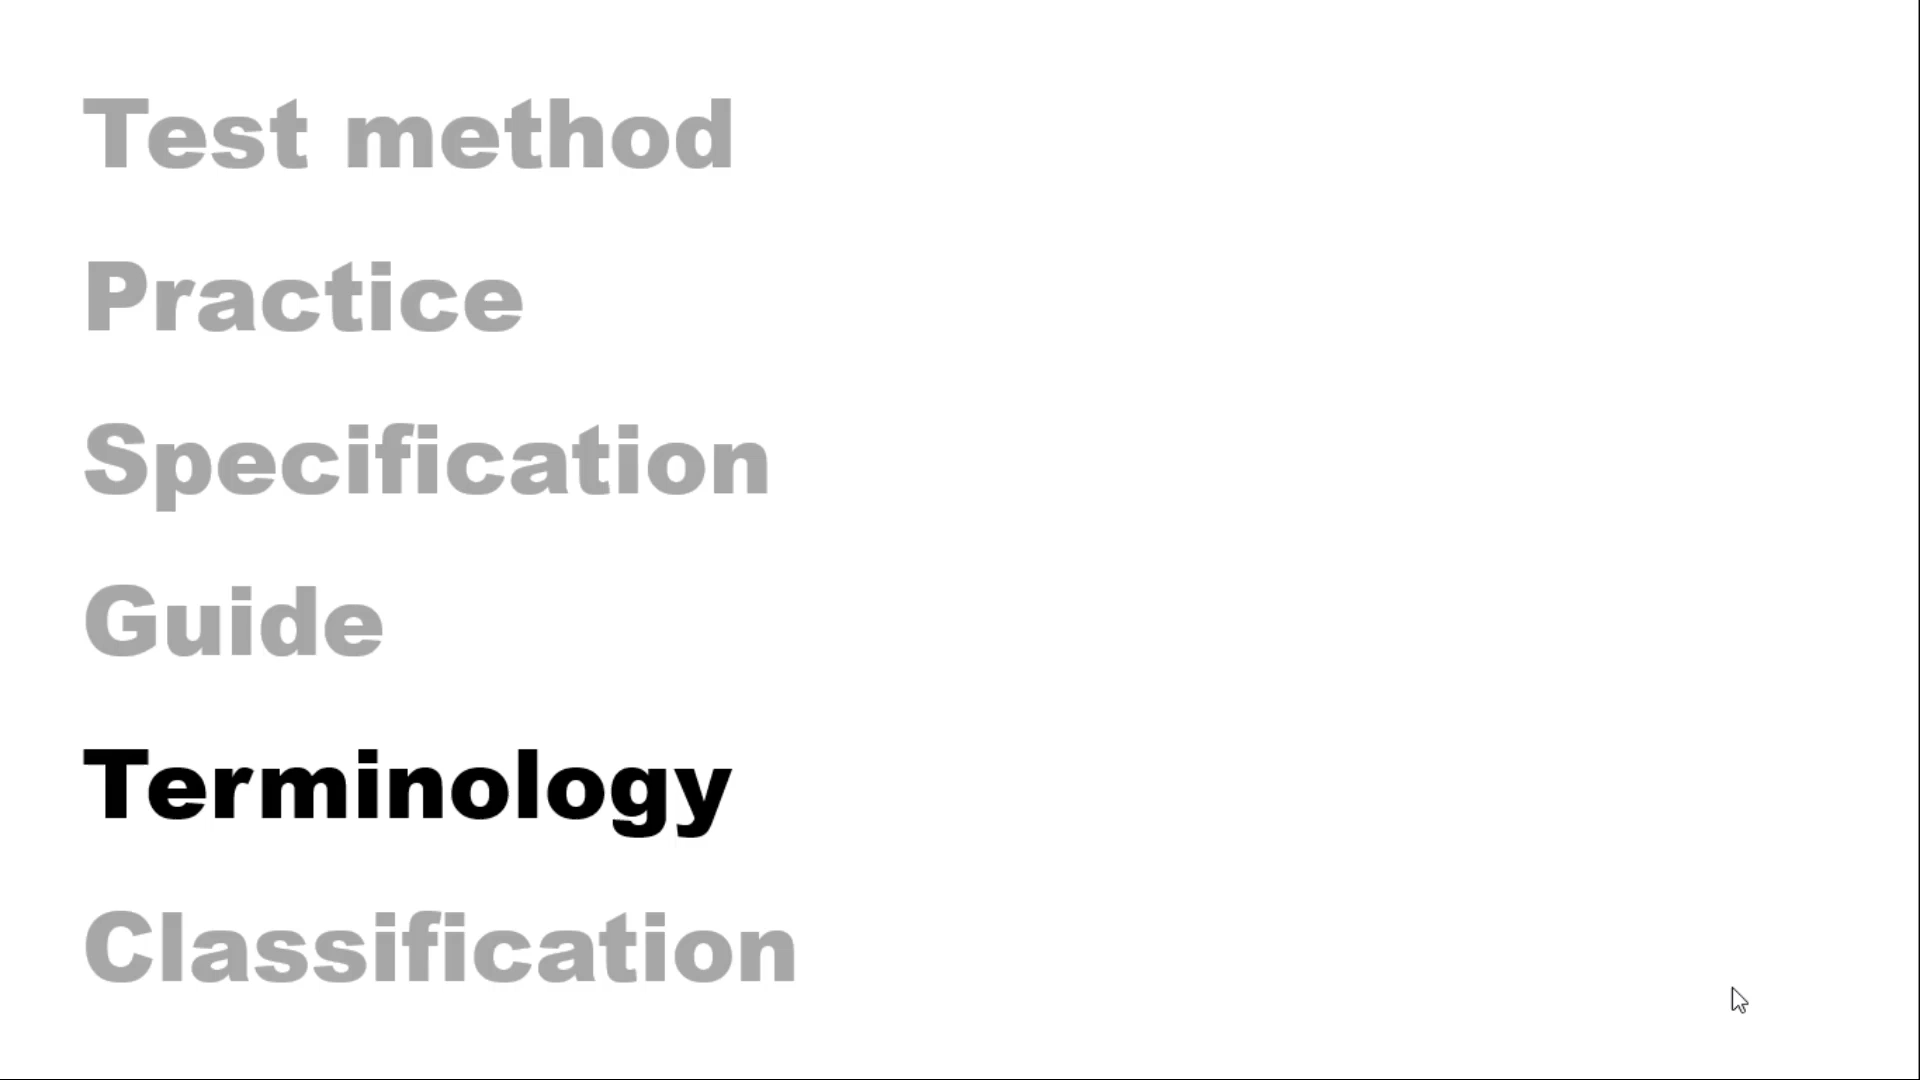 Test method
Practice
Specification
Guide
Terminology
Classification